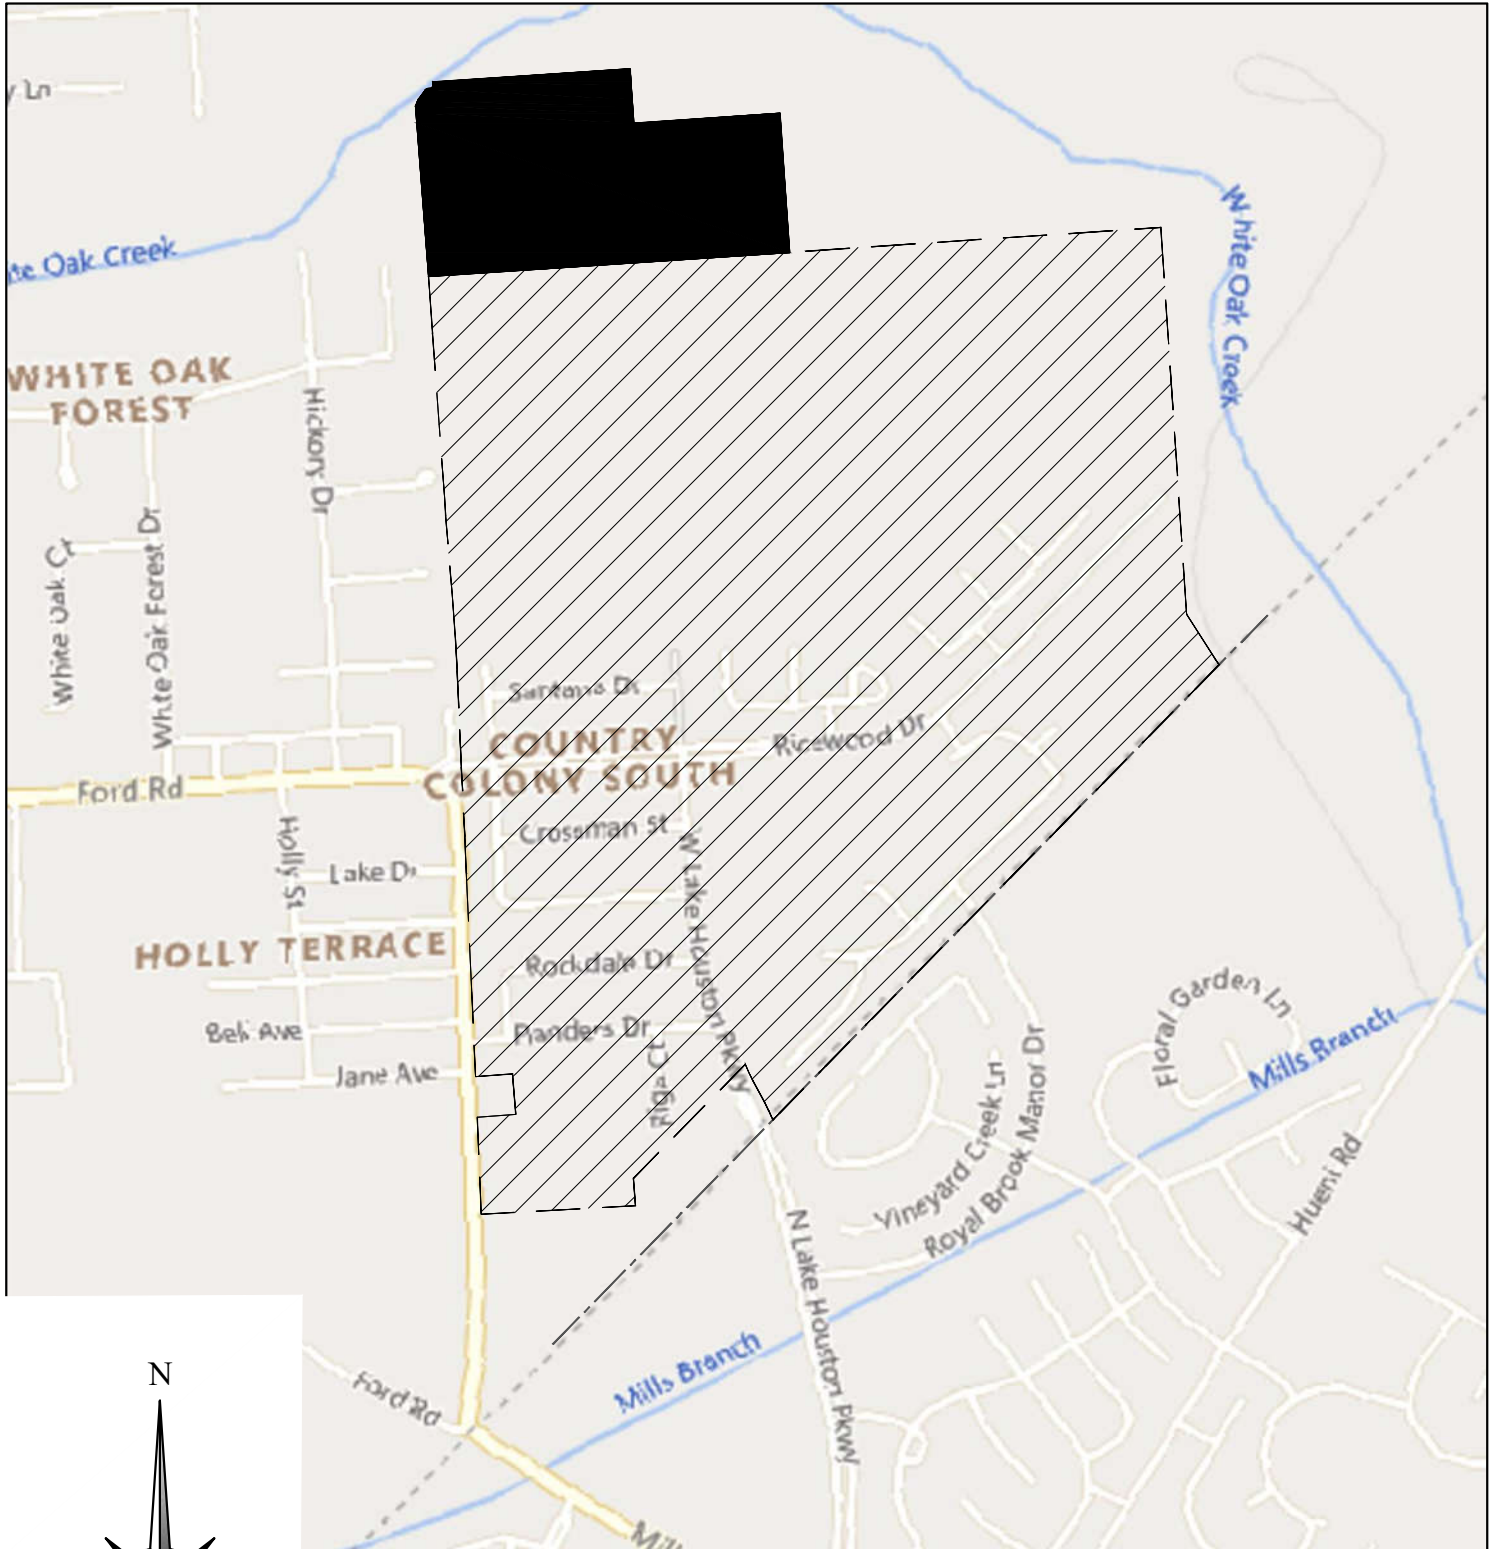 y Ln
te Oak Creek
White Oak Creek
WHITE OAK
FOREST
Hickory Dr
White Oak Ct
White Oak Forest Dr
Santana Dr
COUNTRY
COLONY SOUTH
Ricewood Dr
Ford Rd
Crossman St
Holly St
Lake Dr
W Lake Houston Pkwy
HOLLY TERRACE
Rockdale Dr
Flanders Dr
Bell Ave
Jane Ave
Floral Garden Ln
Mills Branch
Vineyard Creek Ln
Royal Brook Manor Dr
Hueni Rd
N Lake Houston Pkwy
Mills Branch
Ford Rd
N
Mill